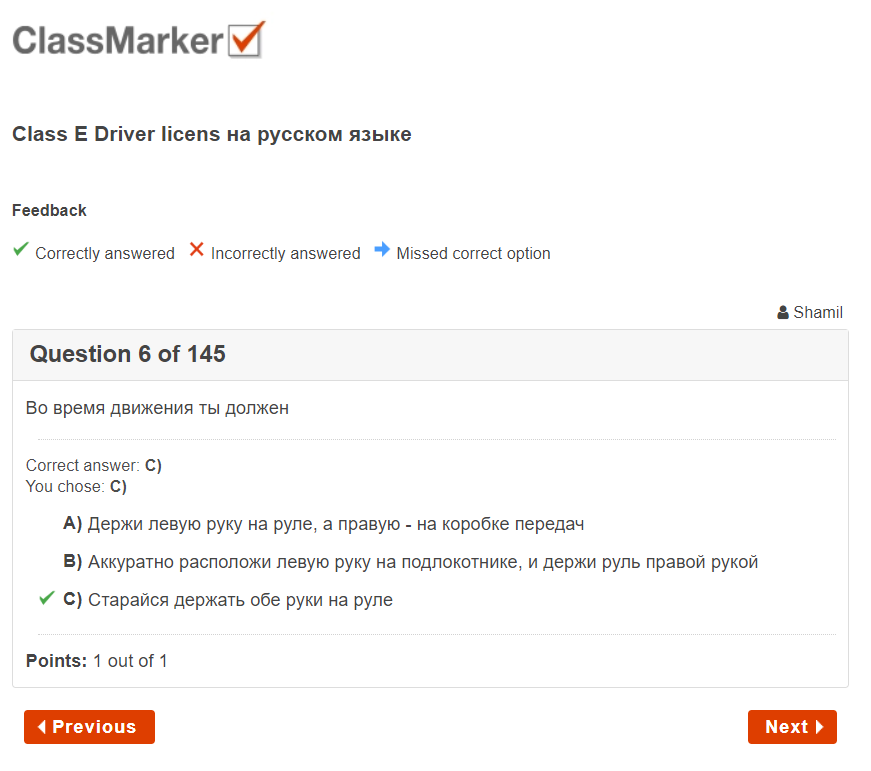 ClassMarker
Class E Driver licens на русском языке
Feedback
Correctly answered Incorrectly answered Missed correct option
Shamil
Question 6 of 145
Во время движения ты должен
Correct answer: C)
You chose: C)
A) Держи левую руку на руле, а правую - на коробке передач
B) Аккуратно расположи левую руку на подлокотнике, и держи руль правой рукой
C) Старайся держать обе руки на руле
Points: 1 out of 1
Previous Next